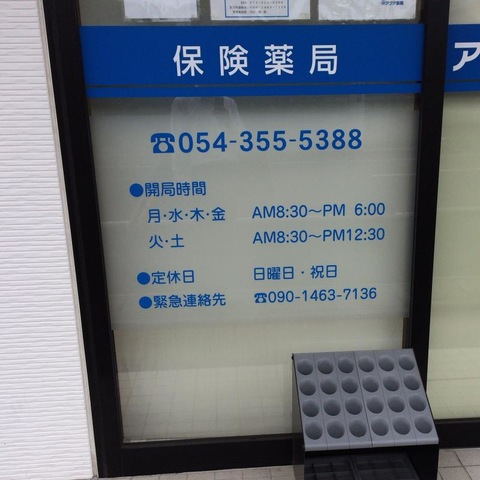 保険薬局
ア
☎054-355-5388
●開局時間
月·水·木·金 AM8:30～PM 6:00
火·土 AM8:30～PM12:30
●定休日 日曜日·祝日
●緊急連絡先 ☎090-1463-7136